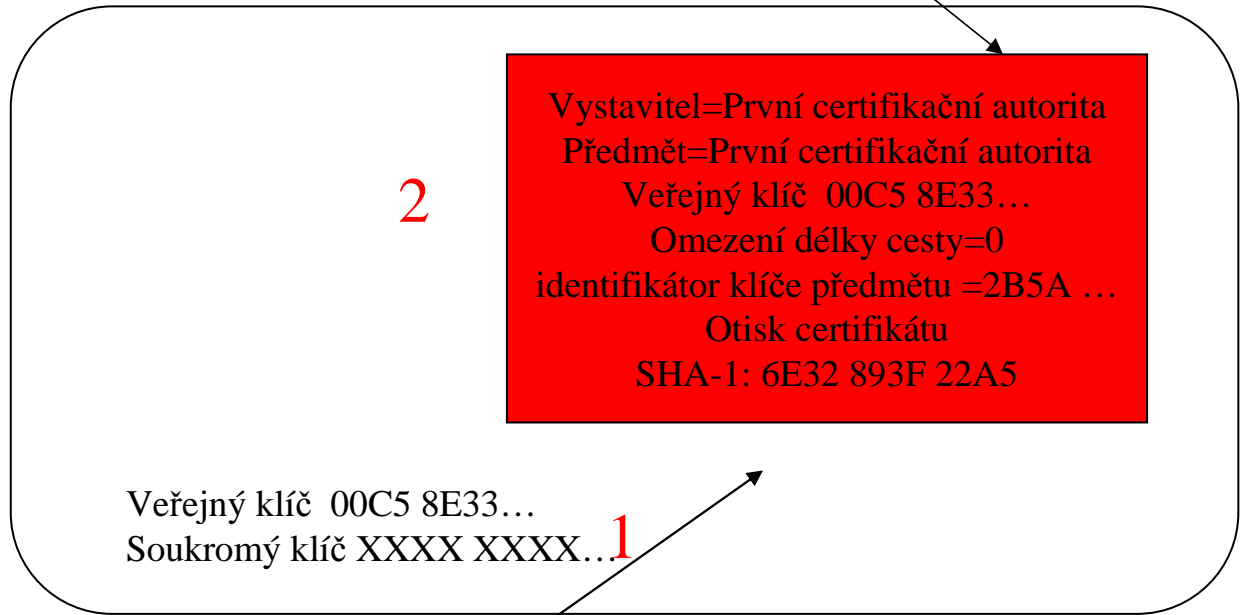 Vystavitel=První certifikační autorita
Předmět=První certifikační autorita
Veřejný klíč  00C5 8E33…
Omezení délky cesty=0
identifikátor klíče předmětu =2B5A …
Otisk certifikátu
SHA-1: 6E32 893F 22A5
2
Veřejný klíč  00C5 8E33…
Soukromý klíč XXXX XXXX…
1